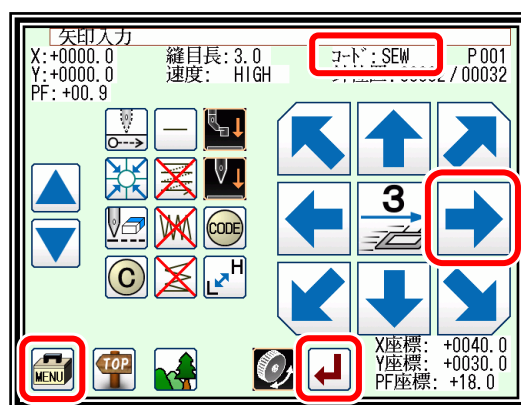 矢印入力
X:+0000.0 縫目長:3.0 コード:SEW P001
Y:+0000.0 速度: HIGH /00032
PF:+00.9
3
CODE
C
H
L
MENU
TOP
X座標: +0040.0
Y座標: +0030.0
PF座標: +18.0